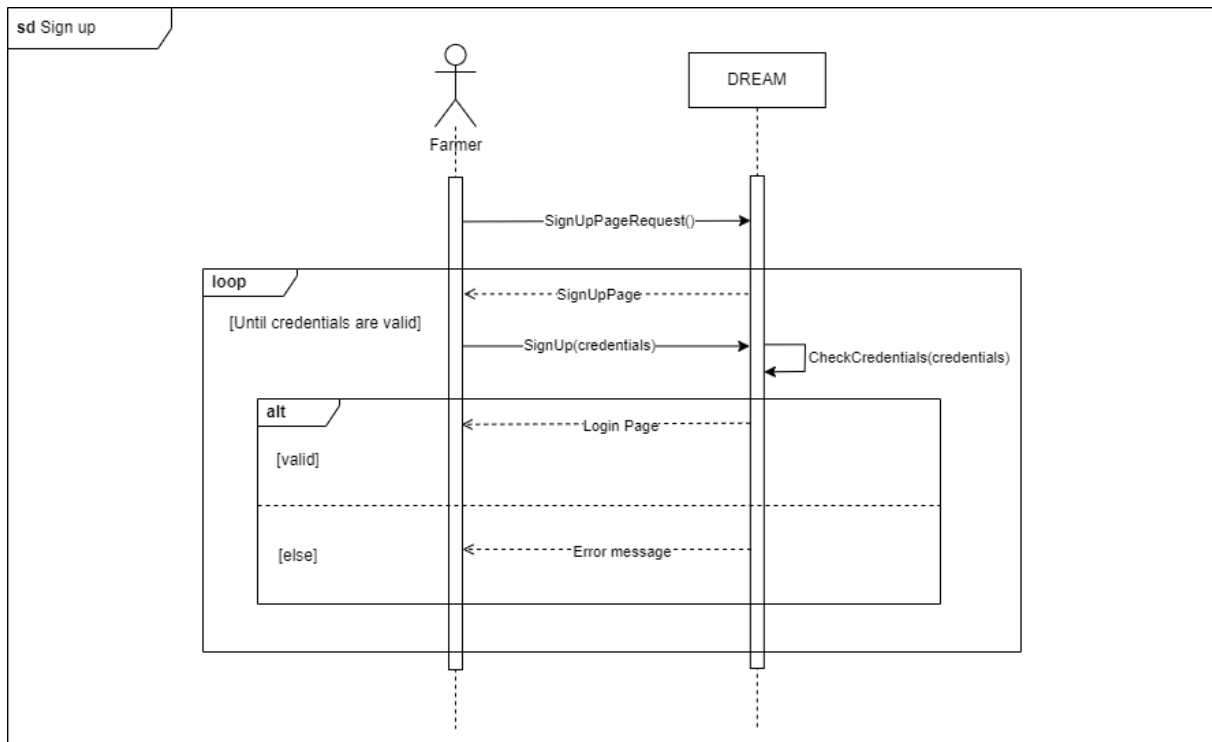 sd Sign up
DREAM
Farmer
SignUpPageRequest()
loop
SignUpPage
[Until credentials are valid]
SignUp(credentials)
CheckCredentials(credentials)
alt
Login Page
[valid]
Error message
[else]